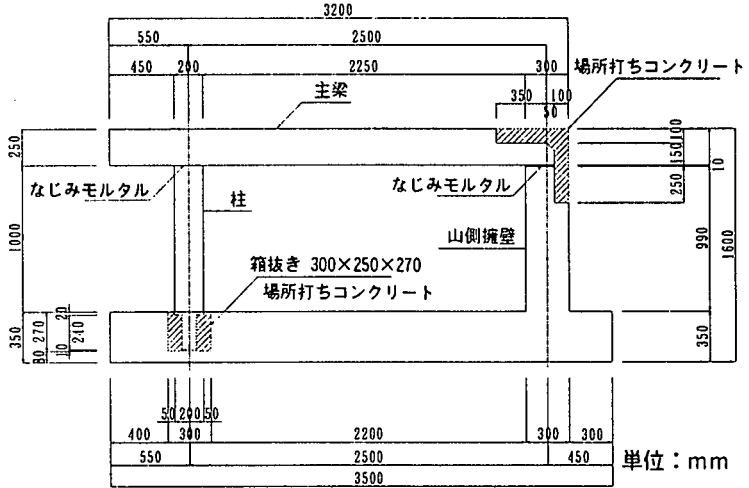 3200
550 2500
450 200 2250 300
場所打ちコンクリート
主梁
350 100
50
250
1000
350
100
150
250
10
990
1600
350
なじみモルタル
なじみモルタル
柱
山側擁壁
箱抜き 300×250×270
場所打ちコンクリート
270
80
20
240
10
50 200 50
400 300 2200 300 300
550 2500 450
3500
単位：mm